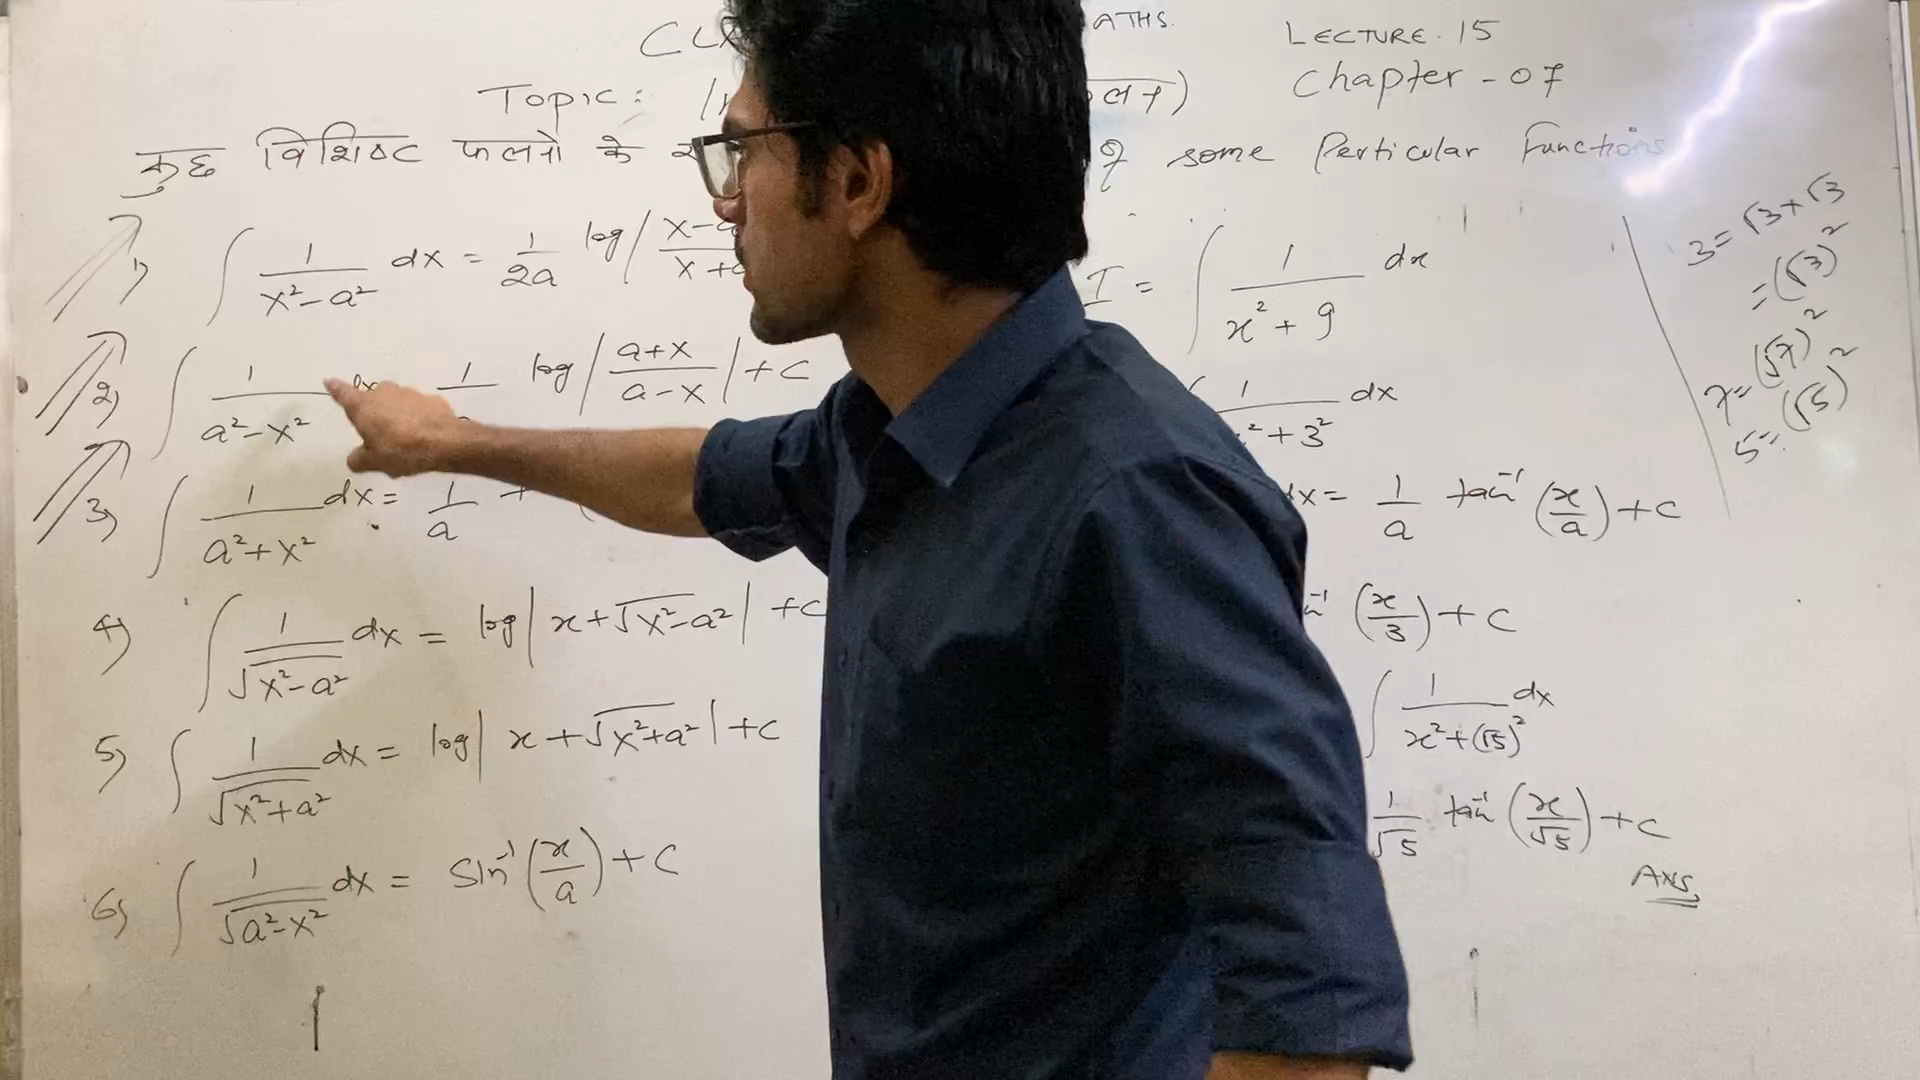 ATHS.
LECTURE. 15
Topic:
Chapter - 07
कुछ विशिष्ट फलनो के
of some Perticular Functions
1) ∫ 1/(x²-a²) dx = 1/2a log|
2) ∫ 1/(a²-x²) dx 1 log|(a+x)/(a-x)| + C
3) ∫ 1/(a²+x²) dx = 1/a
4) ∫ 1/√(x²-a²) dx = log|x+√(x²-a²)| + C
5) ∫ 1/√(x²+a²) dx = log|x+√(x²+a²)| + C
6) ∫ 1/√(a²-x²) dx = Sin⁻¹(x/a) + C
I = ∫ 1/(x²+9) dx
1/(x²+3²) dx
dx = 1/a tan⁻¹(x/a) + C
(x/3) + C
∫ 1/(x²+(√5)²) dx
1/√5 tan⁻¹(x/√5) + C
Ans
3 = √3 × √3
= (√3)²
7 = (√7)²
5 = (√5)²